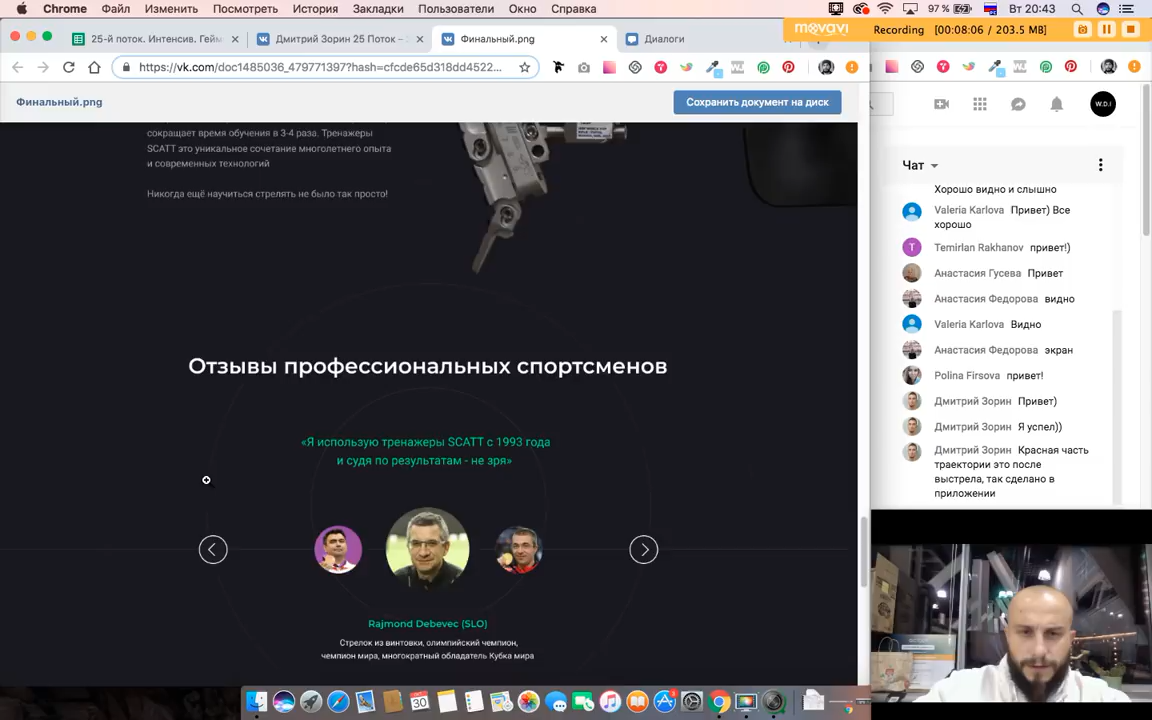 Chrome Файл Изменить Посмотреть История Закладки Пользователи Окно Справка
97 % Вт 20:43
25-й поток. Интенсив. Гейм
Дмитрий Зорин 25 Поток –
Финальный.png
Диалоги
movavi Recording [00:08:06 / 203.5 MB]
https://vk.com/doc1485036_479771397?hash=cfcde65d318dd4522...
Финальный.png
Сохранить документ на диск
сокращает время обучения в 3-4 раза. Тренажеры
SCATT это уникальное сочетание многолетнего опыта
и современных технологий
Никогда ещё научиться стрелять не было так просто!
Отзывы профессиональных спортсменов
«Я использую тренажеры SCATT с 1993 года
и судя по результатам - не зря»
Rajmond Debevec (SLO)
Стрелок из винтовки, олимпийский чемпион,
чемпион мира, многократный обладатель Кубка мира
W.D.I
Чат
Хорошо видно и слышно
Valeria Karlova Привет) Все
хорошо
T Temirlan Rakhanov привет!)
Анастасия Гусева Привет
Анастасия Федорова видно
Valeria Karlova Видно
Анастасия Федорова экран
Polina Firsova привет!
Дмитрий Зорин Привет)
Дмитрий Зорин Я успел))
Дмитрий Зорин Красная часть
траектории это после
выстрела, так сделано в
приложении
30